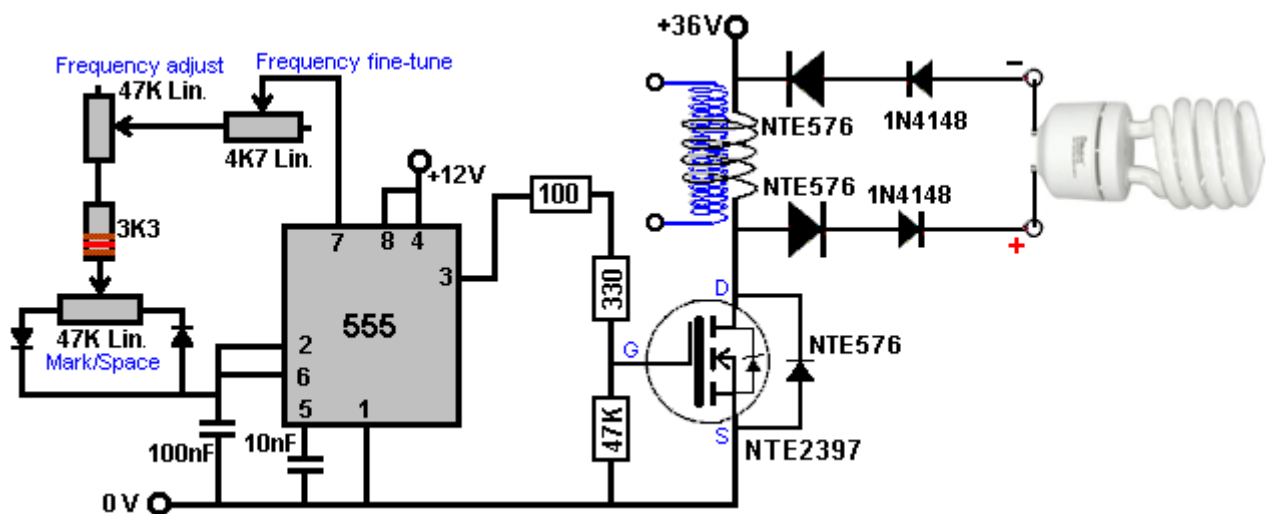 Frequency adjust
47K Lin.
Frequency fine-tune
4K7 Lin.
3K3
47K Lin.
Mark/Space
+12V
7
8
4
3
555
2
6
5
1
100nF
10nF
0 V
100
330
47K
+36V
NTE576
1N4148
-
NTE576
1N4148
+
D
G
S
NTE576
NTE2397